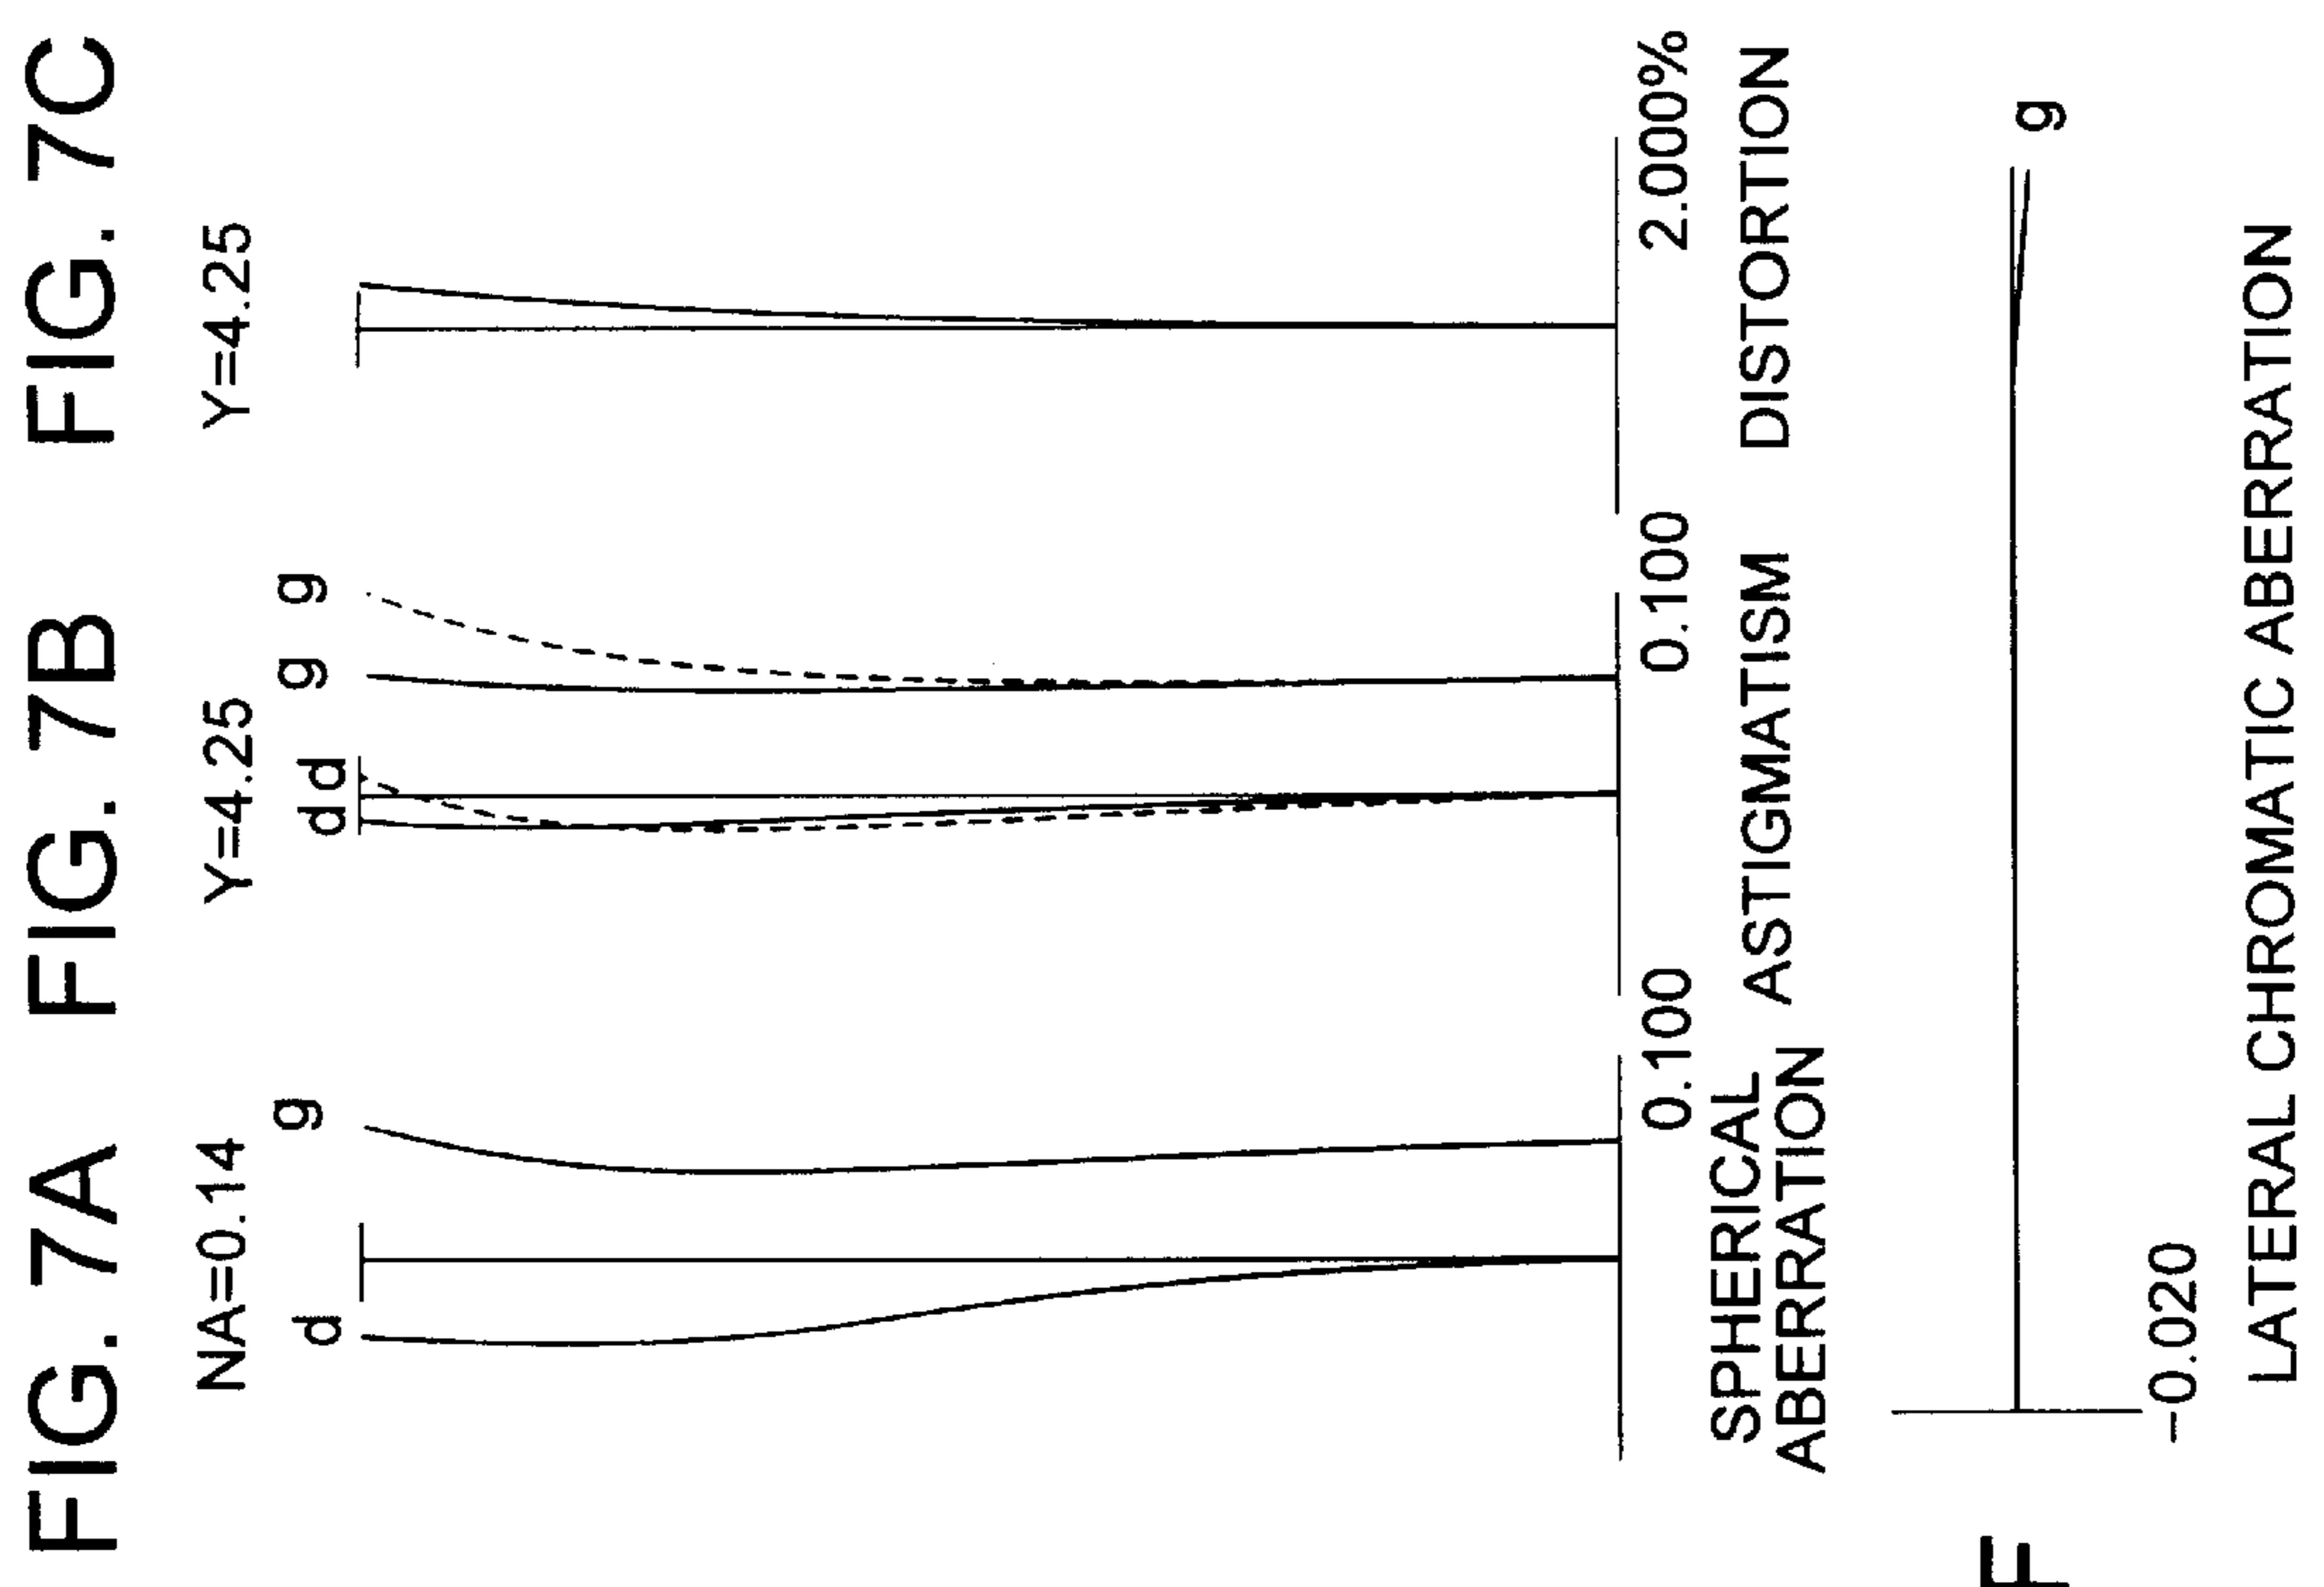 FIG. 7A
FIG. 7B
FIG. 7C
NA=0.14
Y=4.25
Y=4.25
d
g
d
d
g
g
0.100
0.100
2.000%
SPHERICAL
ABERRATION
ASTIGMATISM
DISTORTION
F
g
-0.020
LATERAL CHROMATIC ABERRATION